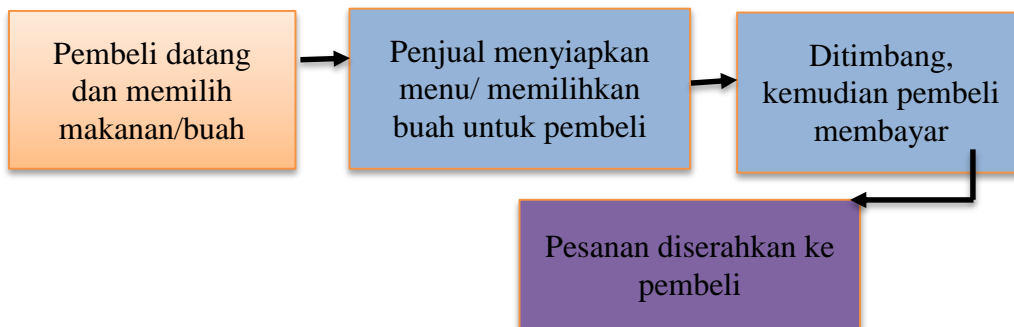 Pembeli datang
dan memilih
makanan/buah
Penjual menyiapkan
menu/ memilihkan
buah untuk pembeli
Ditimbang,
kemudian pembeli
membayar
Pesanan diserahkan ke
pembeli